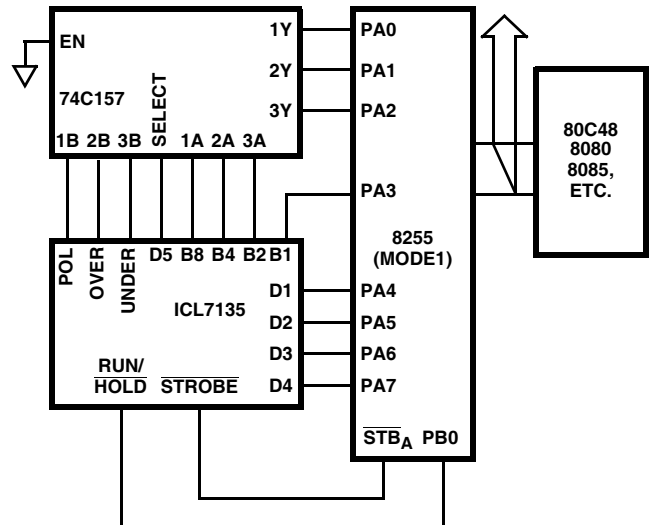 EN
74C157
1Y
2Y
3Y
SELECT
1B 2B 3B
1A 2A 3A
PA0
PA1
PA2
PA3
8255
(MODE1)
80C48
8080
8085,
ETC.
POL
OVER
UNDER
D5 B8 B4 B2 B1
ICL7135
D1
D2
D3
D4
RUN/
HOLD
STROBE
PA4
PA5
PA6
PA7
STBA
PB0